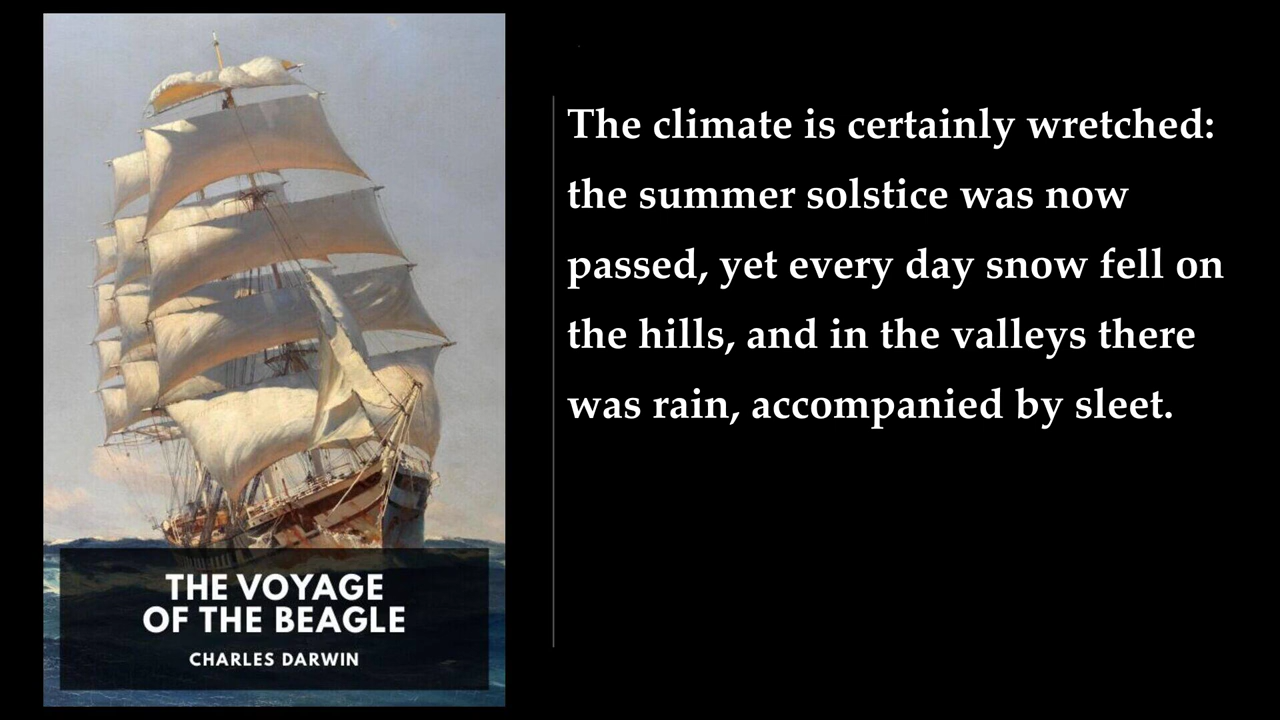 The climate is certainly wretched:
the summer solstice was now
passed, yet every day snow fell on
the hills, and in the valleys there
was rain, accompanied by sleet.
THE VOYAGE
OF THE BEAGLE
CHARLES DARWIN